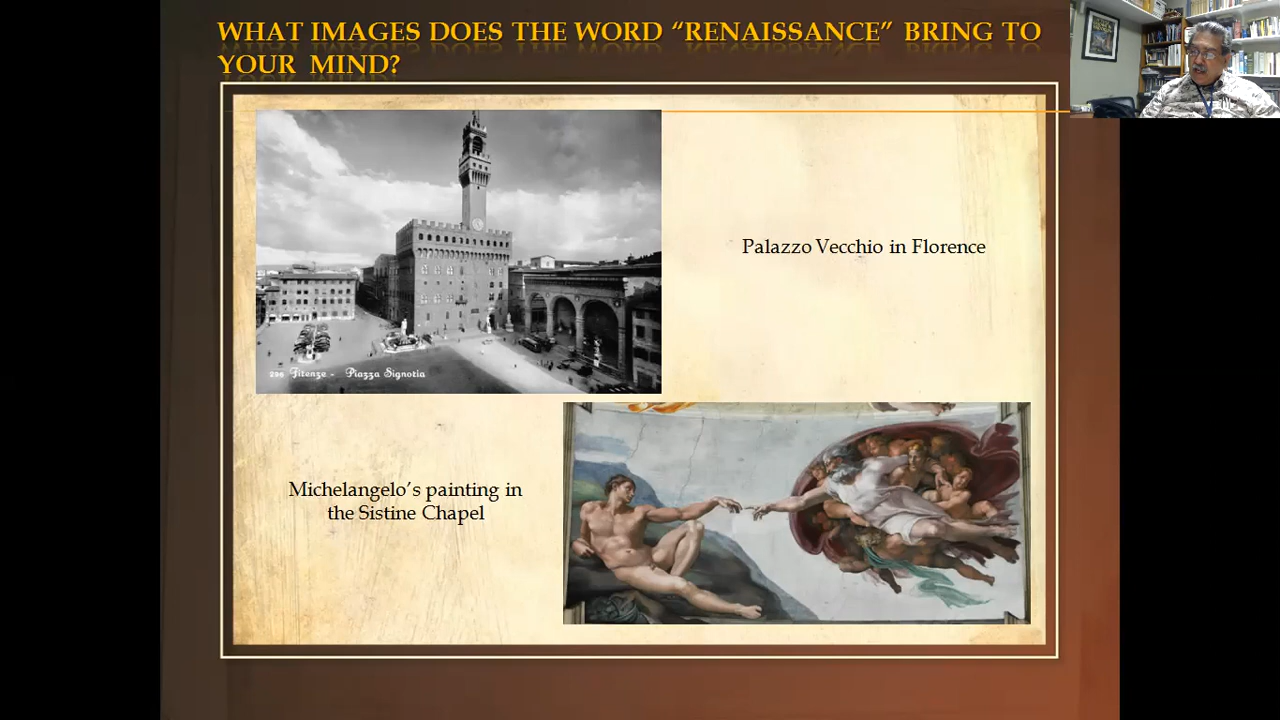 WHAT IMAGES DOES THE WORD “RENAISSANCE” BRING TO
YOUR MIND?
Palazzo Vecchio in Florence
299 Firenze - Piazza Signoria
Michelangelo’s painting in
the Sistine Chapel